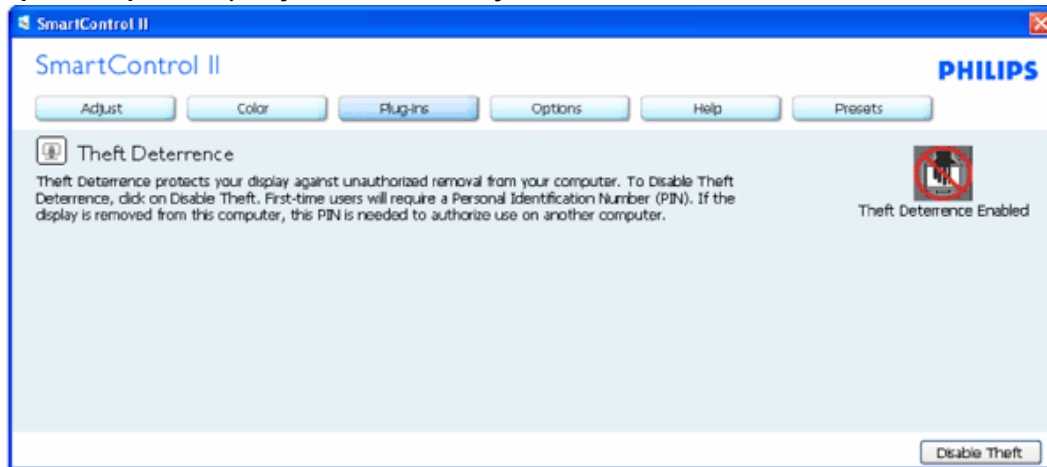 SmartControl II
SmartControl II
PHILIPS
Adjust Color Plug-Ins Options Help Presets
Theft Deterrence
Theft Deterrence protects your display against unauthorized removal from your computer. To Disable Theft
Deterrence, click on Disable Theft. First-time users will require a Personal Identification Number (PIN). If the
display is removed from this computer, this PIN is needed to authorize use on another computer.
Theft Deterrence Enabled
Disable Theft